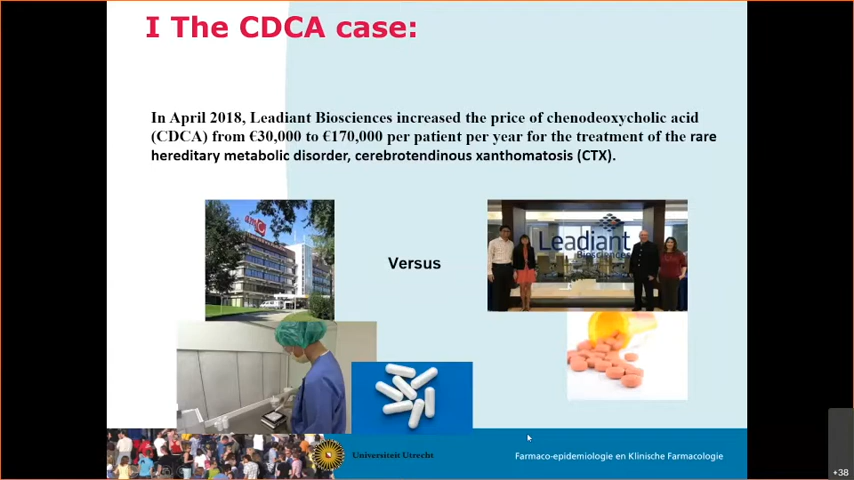 I The CDCA case:
In April 2018, Leadiant Biosciences increased the price of chenodeoxycholic acid
(CDCA) from €30,000 to €170,000 per patient per year for the treatment of the rare
hereditary metabolic disorder, cerebrotendinous xanthomatosis (CTX).
amc
Leadiant
Biosciences
Versus
Universiteit Utrecht
Farmaco-epidemiologie en Klinische Farmacologie
+38